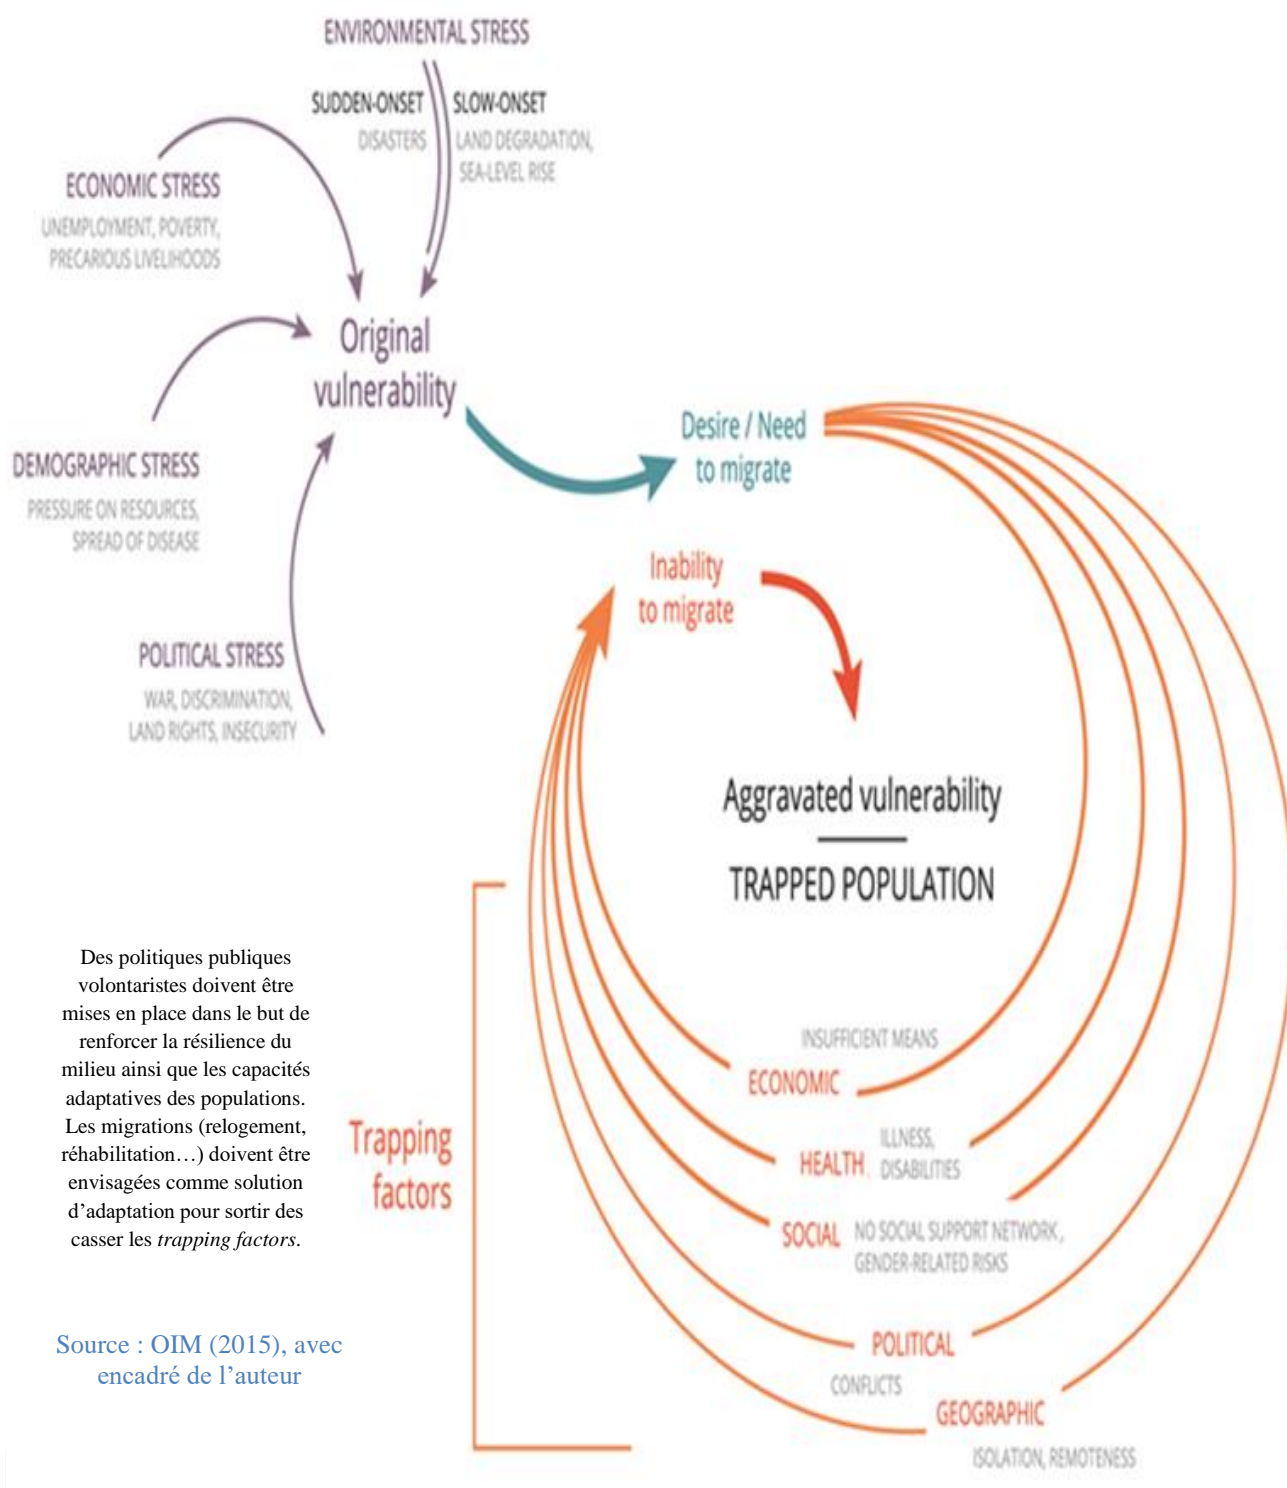 ENVIRONMENTAL STRESS
SUDDEN-ONSET
DISASTERS
SLOW-ONSET
LAND DEGRADATION,
SEA-LEVEL RISE
ECONOMIC STRESS
UNEMPLOYMENT, POVERTY,
PRECARIOUS LIVELIHOODS
Original
vulnerability
DEMOGRAPHIC STRESS
PRESSURE ON RESOURCES,
SPREAD OF DISEASE
POLITICAL STRESS
WAR, DISCRIMINATION,
LAND RIGHTS, INSECURITY
Desire / Need
to migrate
Inability
to migrate
Aggravated vulnerability
TRAPPED POPULATION
Des politiques publiques
volontaristes doivent être
mises en place dans le but de
renforcer la résilience du
milieu ainsi que les capacités
adaptatives des populations.
Les migrations (relogement,
réhabilitation…) doivent être
envisagées comme solution
d’adaptation pour sortir des
casser les trapping factors.
Source : OIM (2015), avec
encadré de l’auteur
Trapping
factors
INSUFFICIENT MEANS
ECONOMIC
HEALTH
ILLNESS,
DISABILITIES
SOCIAL
NO SOCIAL SUPPORT NETWORK,
GENDER-RELATED RISKS
POLITICAL
CONFLICTS
GEOGRAPHIC
ISOLATION, REMOTENESS